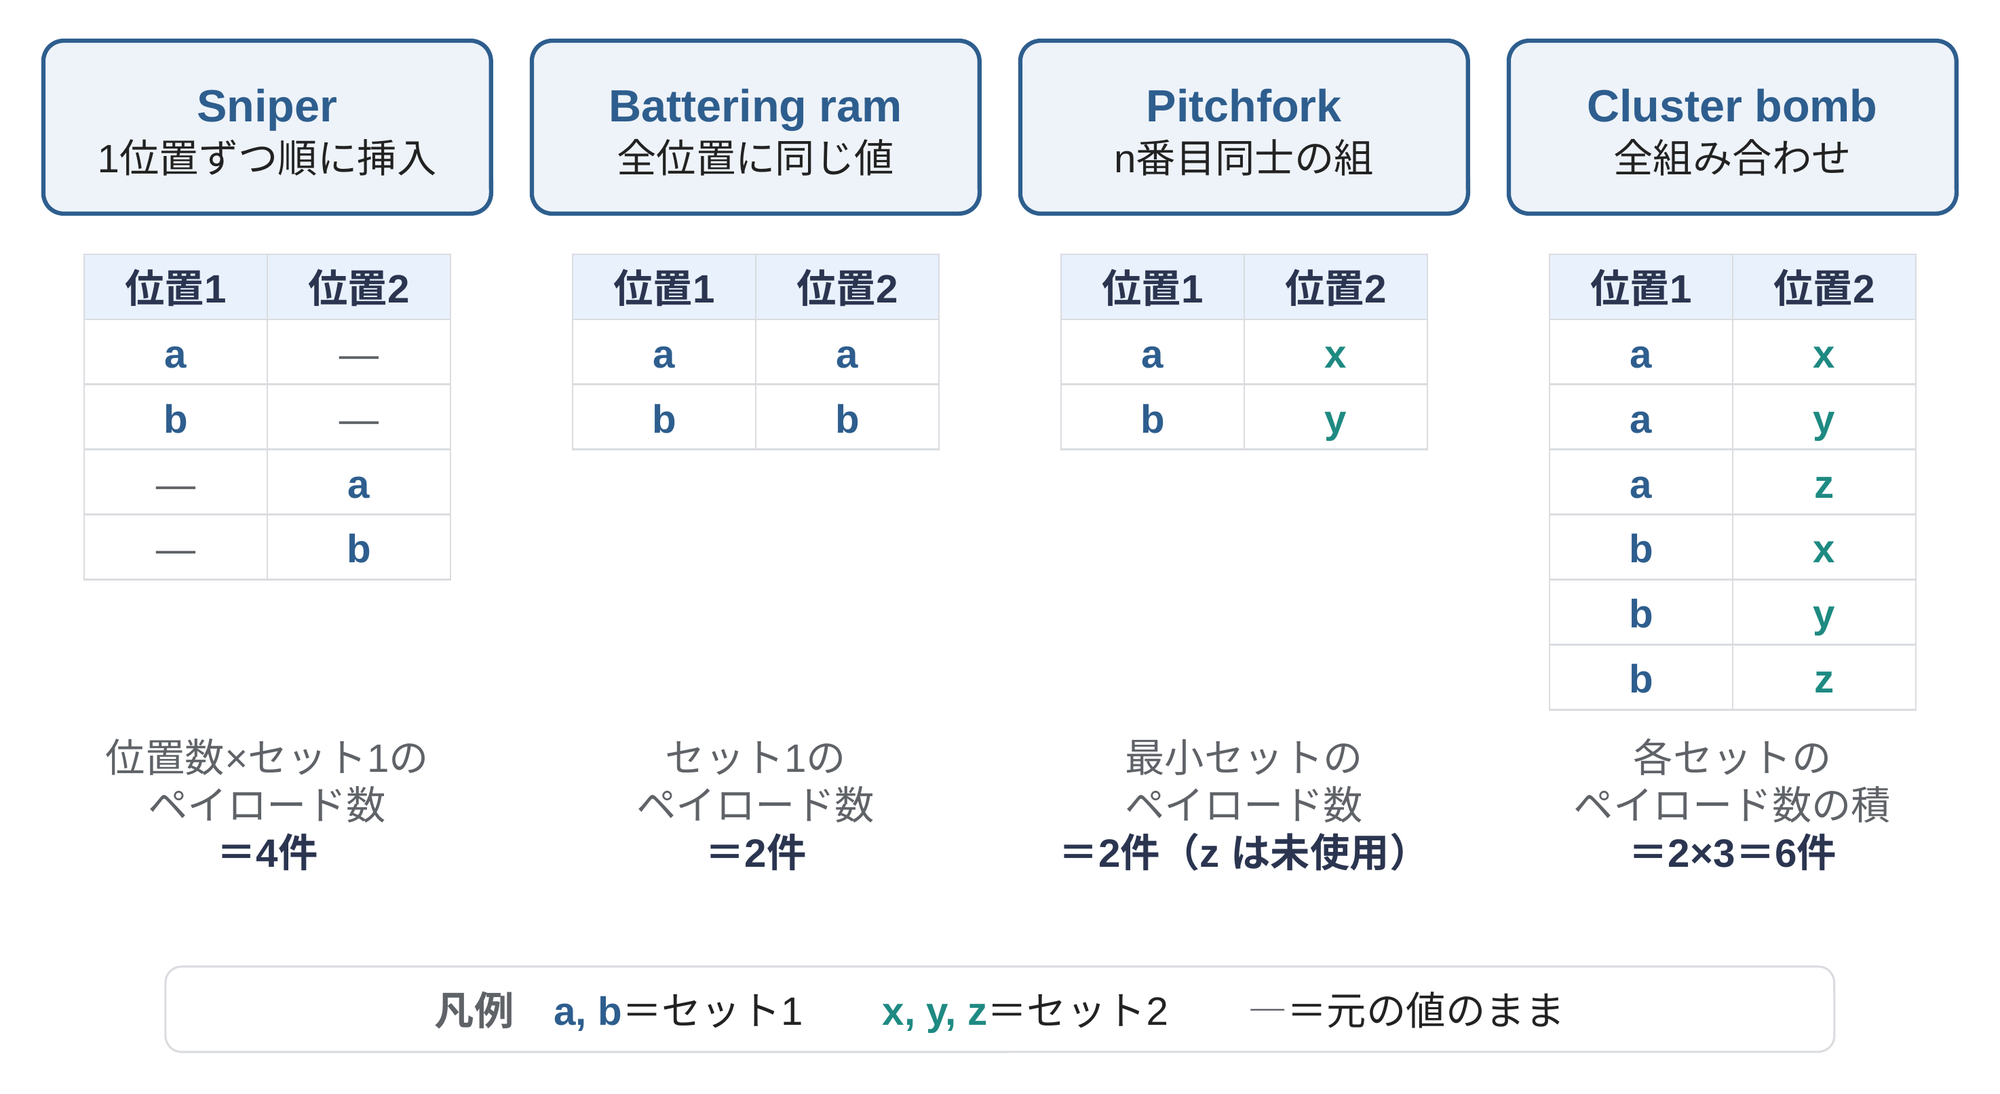 Sniper
1位置ずつ順に挿入
位置1 位置2
a —
b —
— a
— b
位置数×セット1の
ペイロード数
＝4件
Battering ram
全位置に同じ値
位置1 位置2
a a
b b
セット1の
ペイロード数
＝2件
Pitchfork
n番目同士の組
位置1 位置2
a x
b y
最小セットの
ペイロード数
＝2件（z は未使用）
Cluster bomb
全組み合わせ
位置1 位置2
a x
a y
a z
b x
b y
b z
各セットの
ペイロード数の積
＝2×3＝6件
凡例 a, b＝セット1 x, y, z＝セット2 —＝元の値のまま